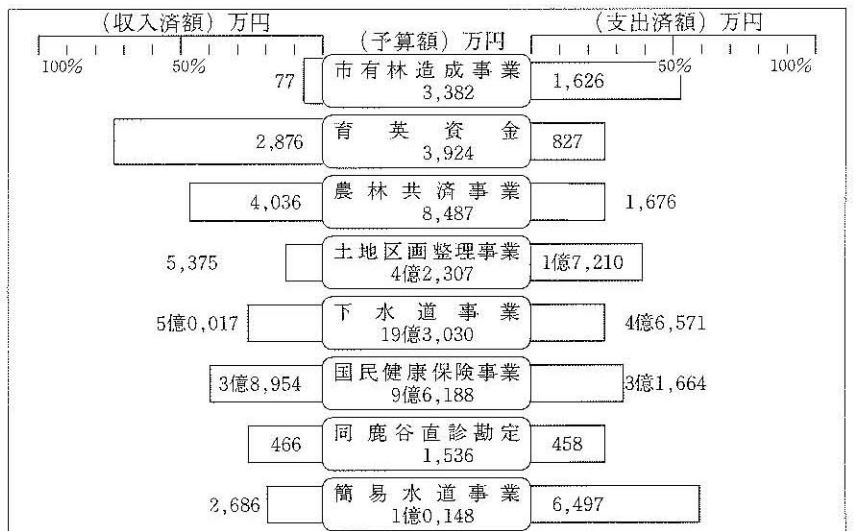 (収入済額) 万円 (予算額) 万円 (支出済額) 万円
100% 50% 50% 100%
77 市有林造成事業 1,626
3,382
2,876 育英資金 827
3,924
4,036 農林共済事業 1,676
8,487
5,375 土地区画整理事業 1億7,210
4億2,307
5億0,017 下水道事業 4億6,571
19億3,030
3億8,954 国民健康保険事業 3億1,664
9億6,188
466 同鹿谷直診勘定 458
1,536
2,686 簡易水道事業 6,497
1億0,148